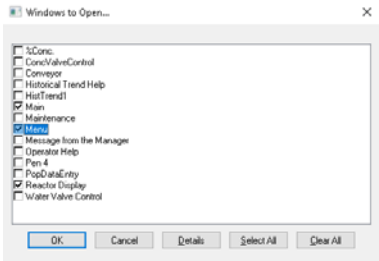 Windows to Open...
%Conc.
ConcValveControl
Conveyor
Historical Trend Help
HistTrend1
Main
Maintenance
Menu
Message from the Manager
Operator Help
Pen 4
PopDataEntry
Reactor Display
Water Valve Control
OK Cancel Details Select All Clear All